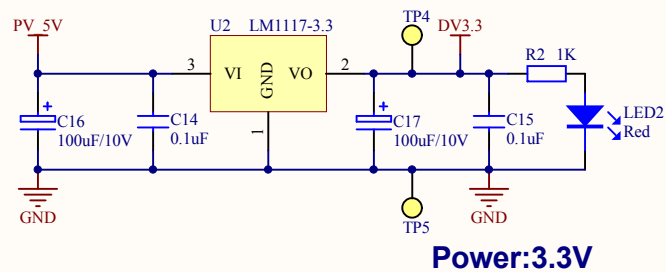 PV_5V
U2 LM1117-3.3
TP4
DV3.3
3 VI GND VO 2
1
R2 1K
C16
100uF/10V
C14
0.1uF
C17
100uF/10V
C15
0.1uF
LED2
Red
GND
TP5
GND
Power:3.3V